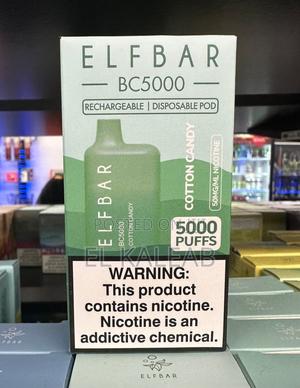 ELFBAR
BC5000
RECHARGEABLE | DISPOSABLE POD
ELFBAR
BC5000
COTTON CANDY
COTTON CANDY
50MG/ML NICOTINE
5000
PUFFS
EL KALEAB
WARNING:
This product
contains nicotine.
Nicotine is an
addictive chemical.
ELFBAR